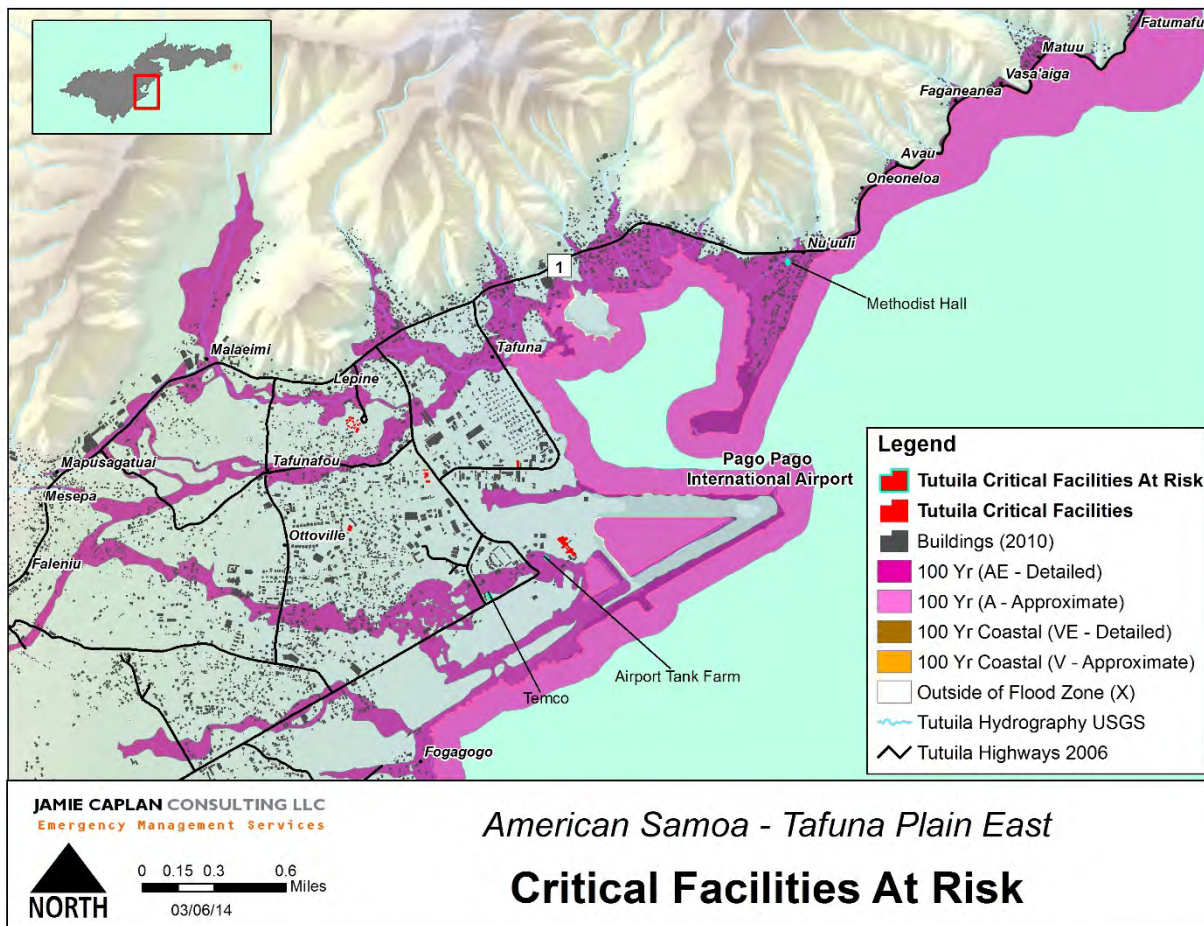 Fatumafu
Matuu
Vasa'aiga
Faganeanea
Avau
Oneoneloa
Nu'uuli
1
Methodist Hall
Malaeimi
Tafuna
Lepine
Pago Pago
International Airport
Mapusagatuai
Tafunafou
Mesepa
Ottoville
Faleniu
Airport Tank Farm
Temco
Fogagogo
Legend
Tutuila Critical Facilities At Risk
Tutuila Critical Facilities
Buildings (2010)
100 Yr (AE - Detailed)
100 Yr (A - Approximate)
100 Yr Coastal (VE - Detailed)
100 Yr Coastal (V - Approximate)
Outside of Flood Zone (X)
Tutuila Hydrography USGS
Tutuila Highways 2006
JAMIE CAPLAN CONSULTING LLC
Emergency Management Services
NORTH
0 0.15 0.3 0.6
Miles
03/06/14
American Samoa - Tafuna Plain East
Critical Facilities At Risk